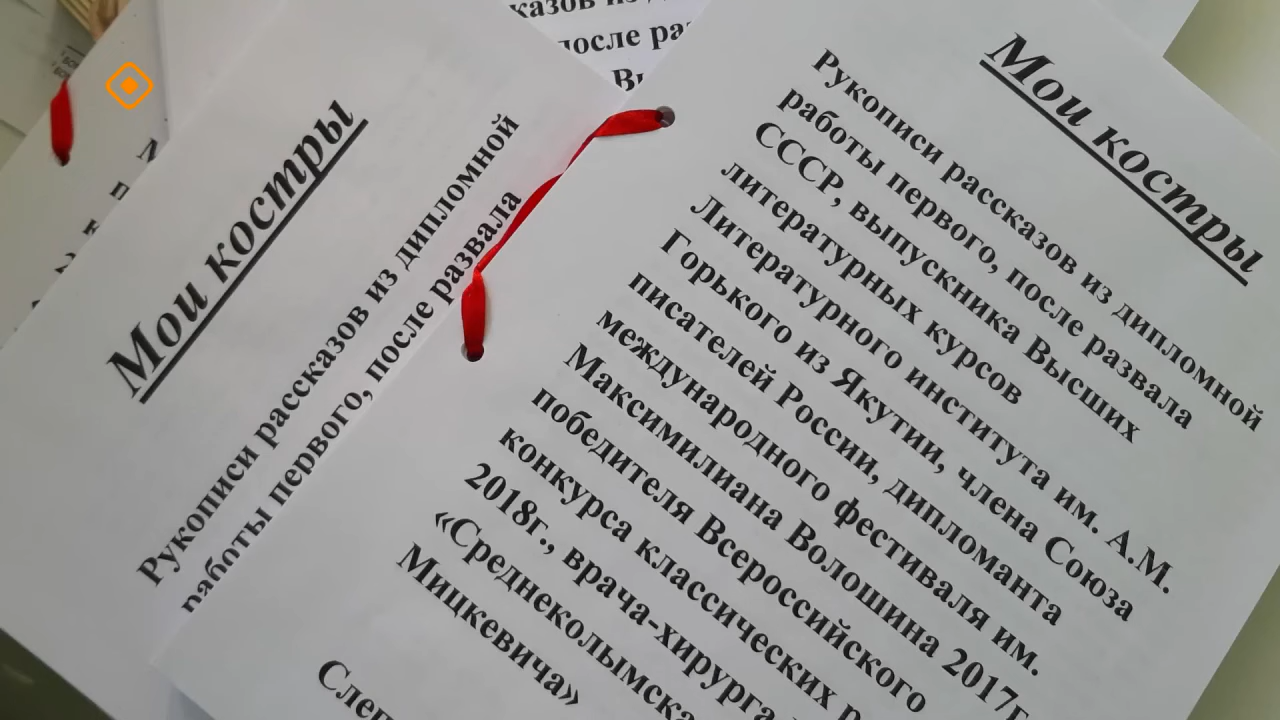 Мои костры
Рукописи рассказов из дипломной
работы первого, после развала
СССР, выпускника Высших
литературных курсов
Литературного института им. А.М.
Горького из Якутии, члена Союза
писателей России, дипломанта
международного фестиваля им.
Максимилиана Волошина 2017г
победителя Всероссийского
конкурса классических
2018г., врача-хирурга
«Среднеколымска
Мицкевича»
Мои костры
Рукописи рассказов из дипломной
работы первого, после развала
после